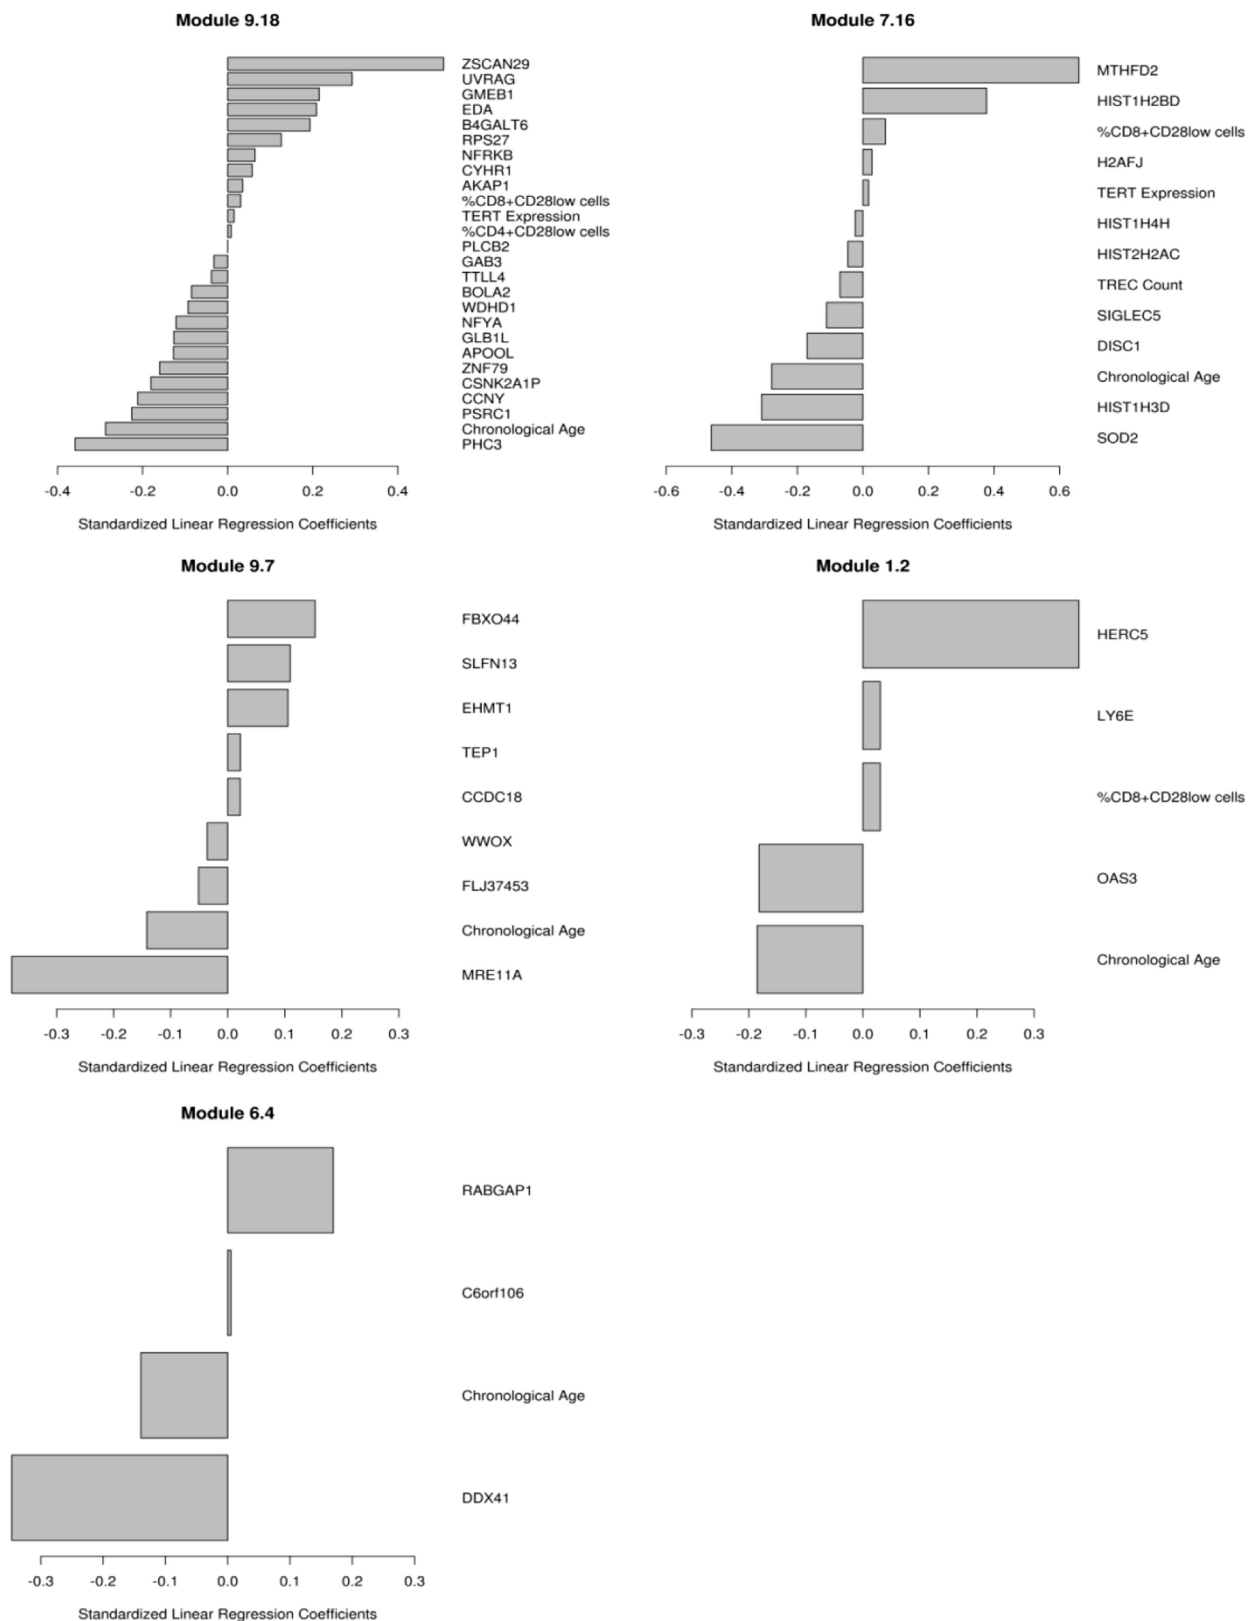 Module 9.18
ZSCAN29
UVRAG
GMEB1
EDA
B4GALT6
RPS27
NFRKB
CYHR1
AKAP1
%CD8+CD28low cells
TERT Expression
%CD4+CD28low cells
PLCB2
GAB3
TTLL4
BOLA2
WDHD1
NFYA
GLB1L
APOOL
ZNF79
CSNK2A1P
CCNY
PSRC1
Chronological Age
PHC3
-0.4 -0.2 0.0 0.2 0.4
Standardized Linear Regression Coefficients
Module 7.16
MTHFD2
HIST1H2BD
%CD8+CD28low cells
H2AFJ
TERT Expression
HIST1H4H
HIST2H2AC
TREC Count
SIGLEC5
DISC1
Chronological Age
HIST1H3D
SOD2
-0.6 -0.4 -0.2 0.0 0.2 0.4 0.6
Standardized Linear Regression Coefficients
Module 9.7
FBXO44
SLFN13
EHMT1
TEP1
CCDC18
WWOX
FLJ37453
Chronological Age
MRE11A
-0.3 -0.2 -0.1 0.0 0.1 0.2 0.3
Standardized Linear Regression Coefficients
Module 1.2
HERC5
LY6E
%CD8+CD28low cells
OAS3
Chronological Age
-0.3 -0.2 -0.1 0.0 0.1 0.2 0.3
Standardized Linear Regression Coefficients
Module 6.4
RABGAP1
C6orf106
Chronological Age
DDX41
-0.3 -0.2 -0.1 0.0 0.1 0.2 0.3
Standardized Linear Regression Coefficients